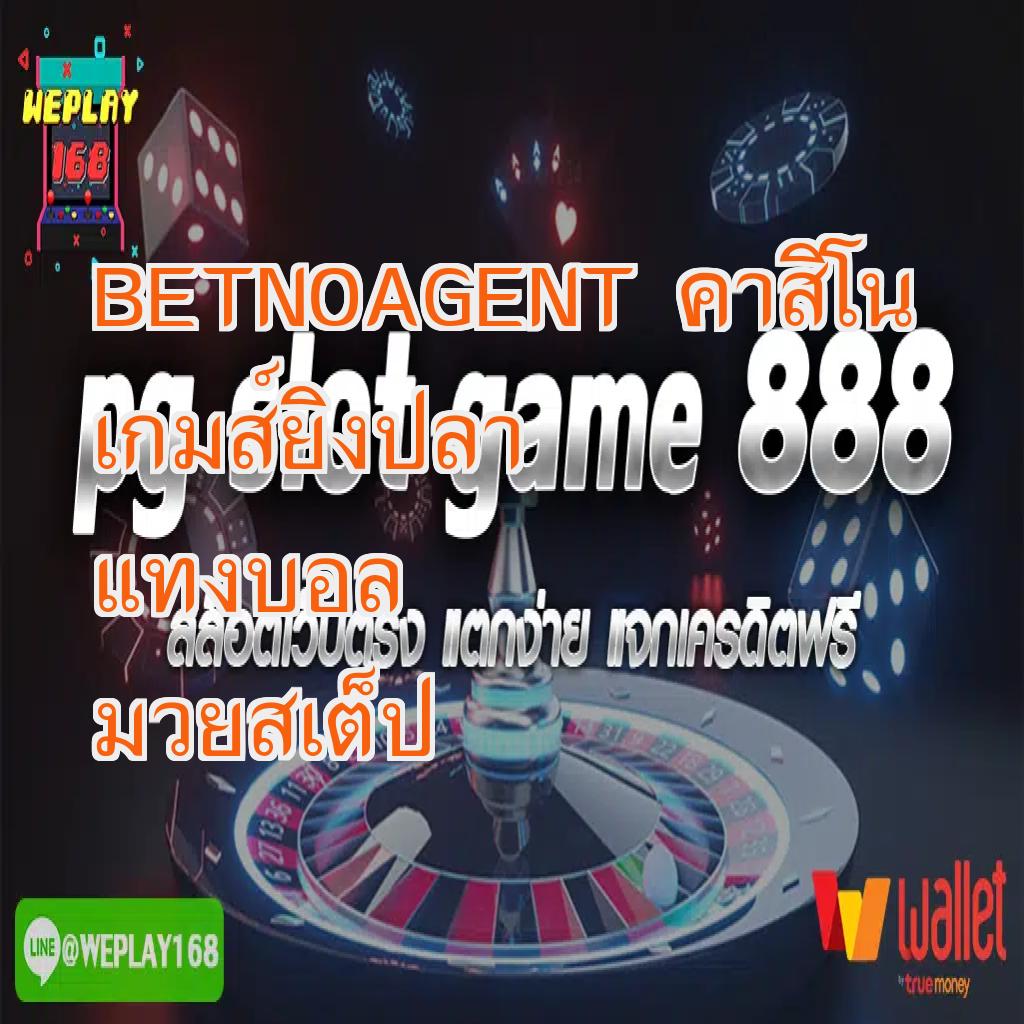 WEPLAY
168
BETNOAGENT คาสิโน
pg slot game 888
เกมส์ยิงปลา
แทงบอล
สล็อตเว็บตรง แตกง่าย แจกเครดิตฟรี
มวยสเต็ป
LINE @WEPLAY168
wallet
by truemoney